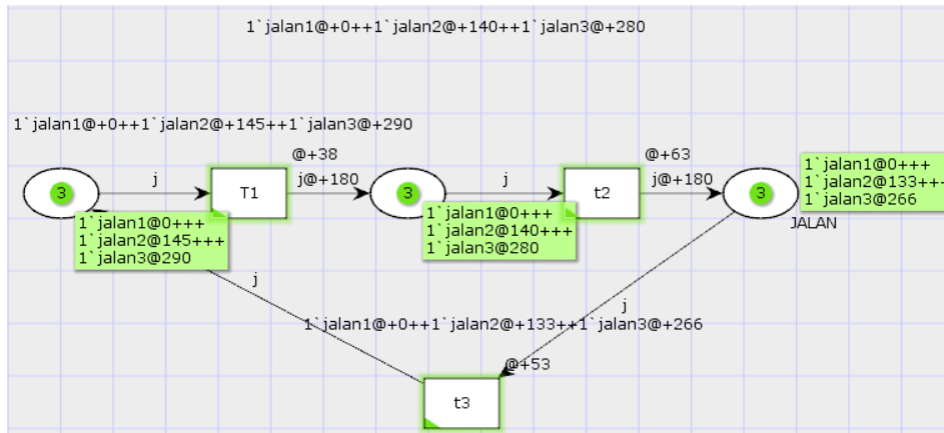 1`jalan1@+0++1`jalan2@+140++1`jalan3@+280
1`jalan1@+0++1`jalan2@+145++1`jalan3@+290
@+38
@+63
3
j
T1
j@+180
3
j
t2
j@+180
3
1`jalan1@0+++
1`jalan2@133+++
1`jalan3@266
JALAN
1`jalan1@0+++
1`jalan2@145+++
1`jalan3@290
1`jalan1@0+++
1`jalan2@140+++
1`jalan3@280
j
j
1`jalan1@+0++1`jalan2@+133++1`jalan3@+266
@+53
t3